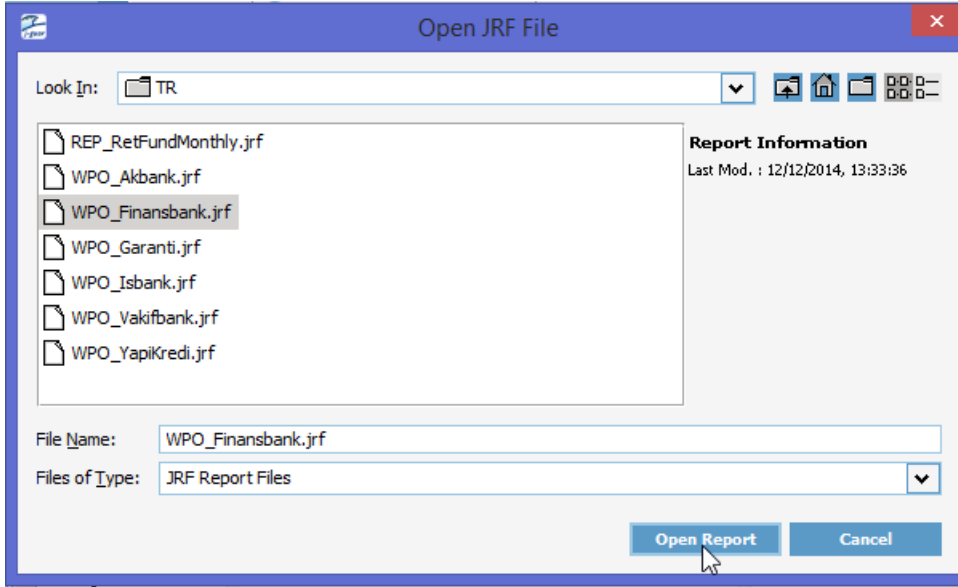 Open JRF File
Look In: TR
REP_RetFundMonthly.jrf
WPO_Akbank.jrf
WPO_Finansbank.jrf
WPO_Garanti.jrf
WPO_Isbank.jrf
WPO_Vakifbank.jrf
WPO_YapiKredi.jrf
Report Information
Last Mod. : 12/12/2014, 13:33:36
File Name: WPO_Finansbank.jrf
Files of Type: JRF Report Files
Open Report Cancel